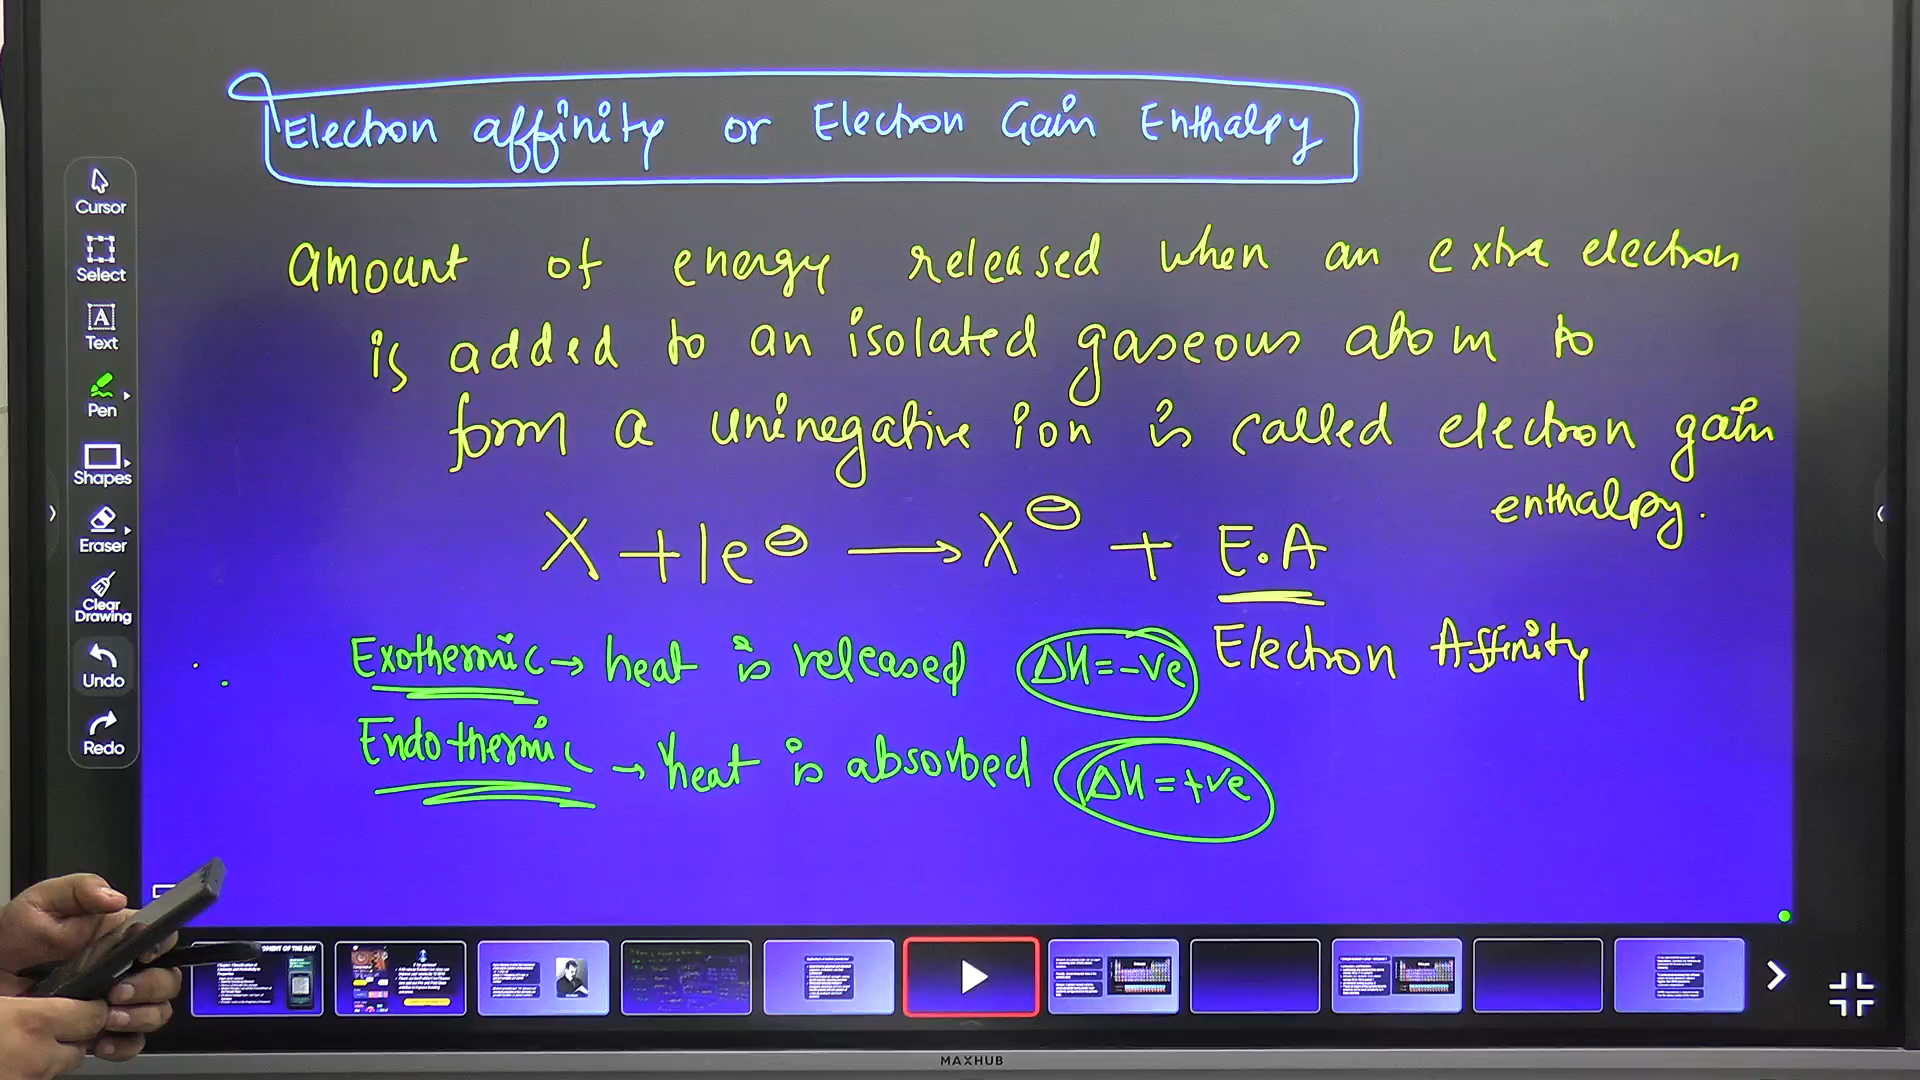 Electron affinity or Electron Gain Enthalpy
amount of energy released when an extra electron
is added to an isolated gaseous atom to
form a uninegative ion is called electron gain
enthalpy.
X + 1e⊖ → X⊖ + E.A
Electron Affinity
Exothermic → heat is released ΔH = -ve
Endothermic → heat is absorbed ΔH = +ve
Cursor
Select
Text
Pen
Shapes
Eraser
Clear
Drawing
Undo
Redo
MAXHUB